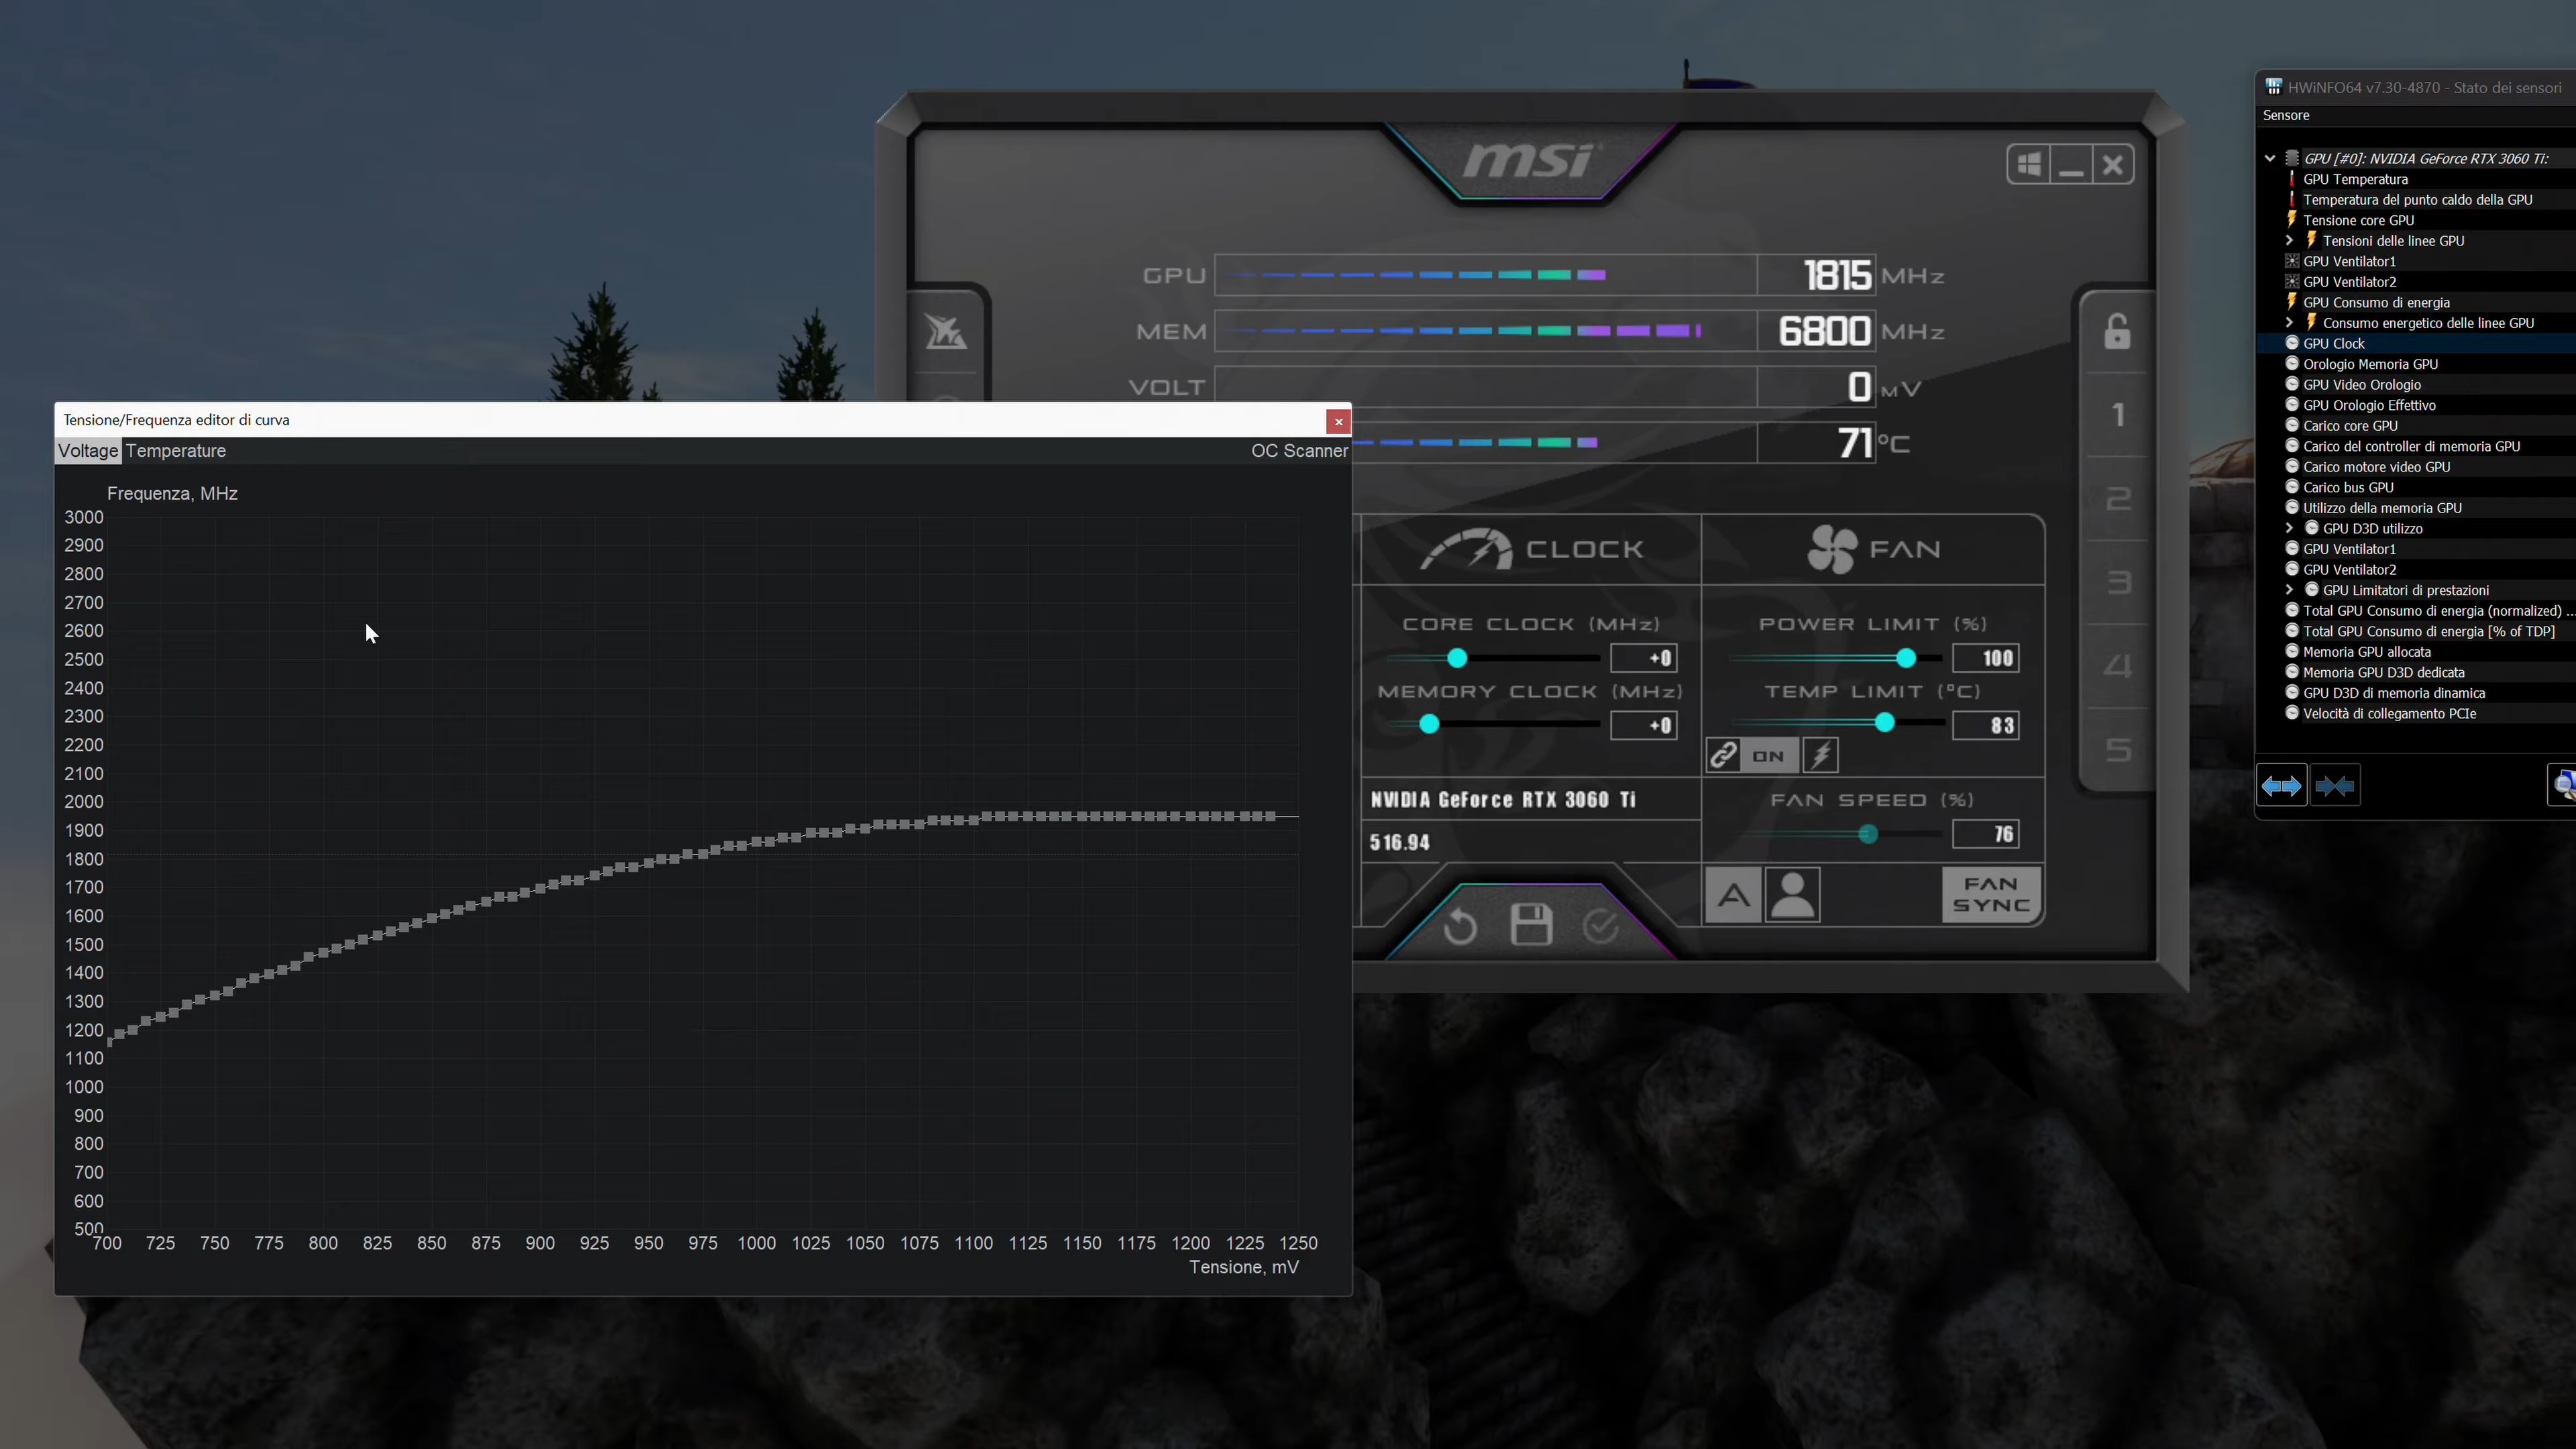 msi
GPU 1815 MHz
MEM 6800 MHz
VOLT 0 MV
71 °C
1
2
3
4
5
CLOCK
FAN
CORE CLOCK (MHz)
+0
MEMORY CLOCK (MHz)
+0
POWER LIMIT (%)
100
TEMP LIMIT (°C)
83
ON
NVIDIA GeForce RTX 3060 Ti
516.94
FAN SPEED (%)
76
A
FAN SYNC
Tensione/Frequenza editor di curva
Voltage Temperature OC Scanner
Frequenza, MHz
3000
2900
2800
2700
2600
2500
2400
2300
2200
2100
2000
1900
1800
1700
1600
1500
1400
1300
1200
1100
1000
900
800
700
600
500
700 725 750 775 800 825 850 875 900 925 950 975 1000 1025 1050 1075 1100 1125 1150 1175 1200 1225 1250
Tensione, mV
HWiNFO64 v7.30-4870 - Stato dei sensori
Sensore
GPU [#0]: NVIDIA GeForce RTX 3060 Ti:
GPU Temperatura
Temperatura del punto caldo della GPU
Tensione core GPU
Tensioni delle linee GPU
GPU Ventilator1
GPU Ventilator2
GPU Consumo di energia
Consumo energetico delle linee GPU
GPU Clock
Orologio Memoria GPU
GPU Video Orologio
GPU Orologio Effettivo
Carico core GPU
Carico del controller di memoria GPU
Carico motore video GPU
Carico bus GPU
Utilizzo della memoria GPU
GPU D3D utilizzo
GPU Ventilator1
GPU Ventilator2
GPU Limitatori di prestazioni
Total GPU Consumo di energia (normalized) ...
Total GPU Consumo di energia [% of TDP]
Memoria GPU allocata
Memoria GPU D3D dedicata
GPU D3D di memoria dinamica
Velocità di collegamento PCIe